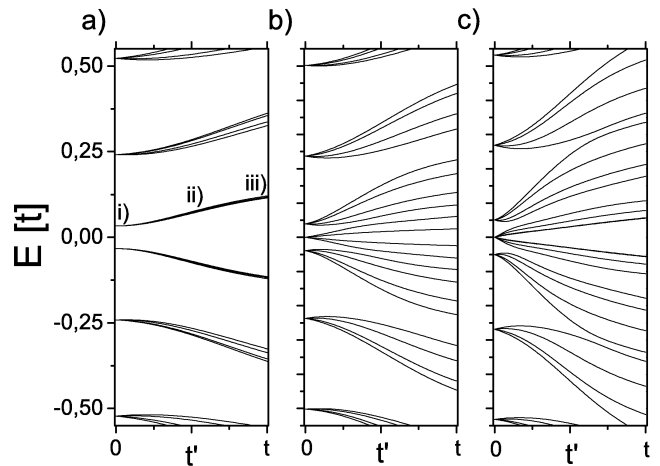 a) b) c)
E [t]
0,50
0,25
0,00
-0,25
-0,50
i) ii) iii)
0 t' t
0 t' t
0 t' t